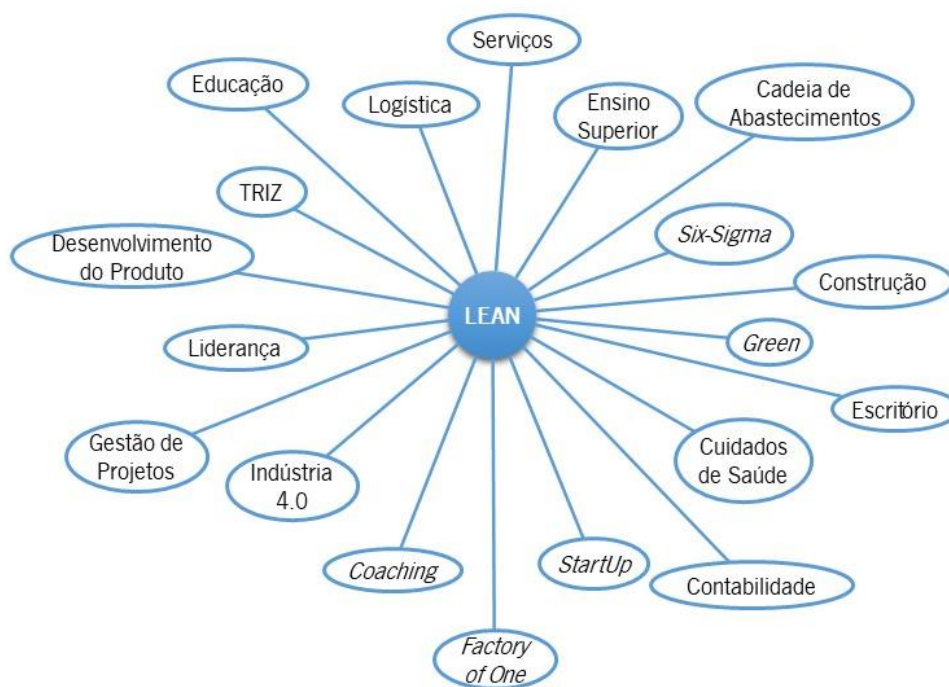 Serviços
Educação
Logística
Ensino
Superior
Cadeia de
Abastecimentos
TRIZ
Six-Sigma
Desenvolvimento
do Produto
Construção
LEAN
Liderança
Green
Escritório
Gestão de
Projetos
Indústria
4.0
Cuidados
de Saúde
Coaching
StartUp
Contabilidade
Factory
of One